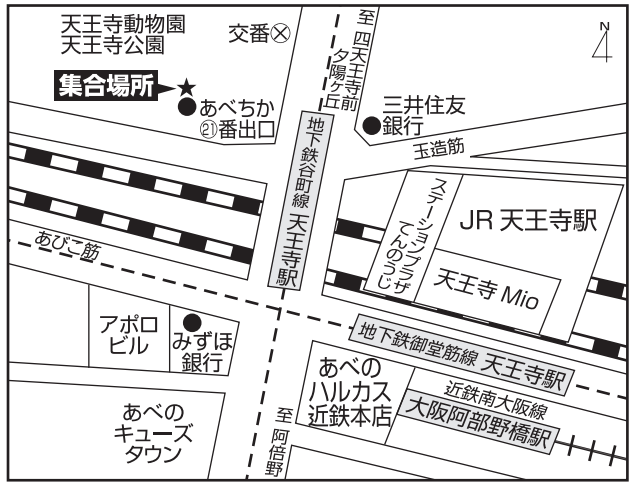 天王寺動物園
天王寺公園
交番
至 四天王寺前
夕陽ヶ丘
N
集合場所
あべちか
㉑番出口
三井住友
銀行
玉造筋
地下鉄谷町線 天王寺駅
ステーションプラザ
てんのうじ
JR 天王寺駅
天王寺 Mio
あびこ筋
アポロ
ビル
みずほ
銀行
地下鉄御堂筋線 天王寺駅
あべの
ハルカス
近鉄本店
近鉄南大阪線
大阪阿部野橋駅
あべの
キューズ
タウン
至 阿倍野